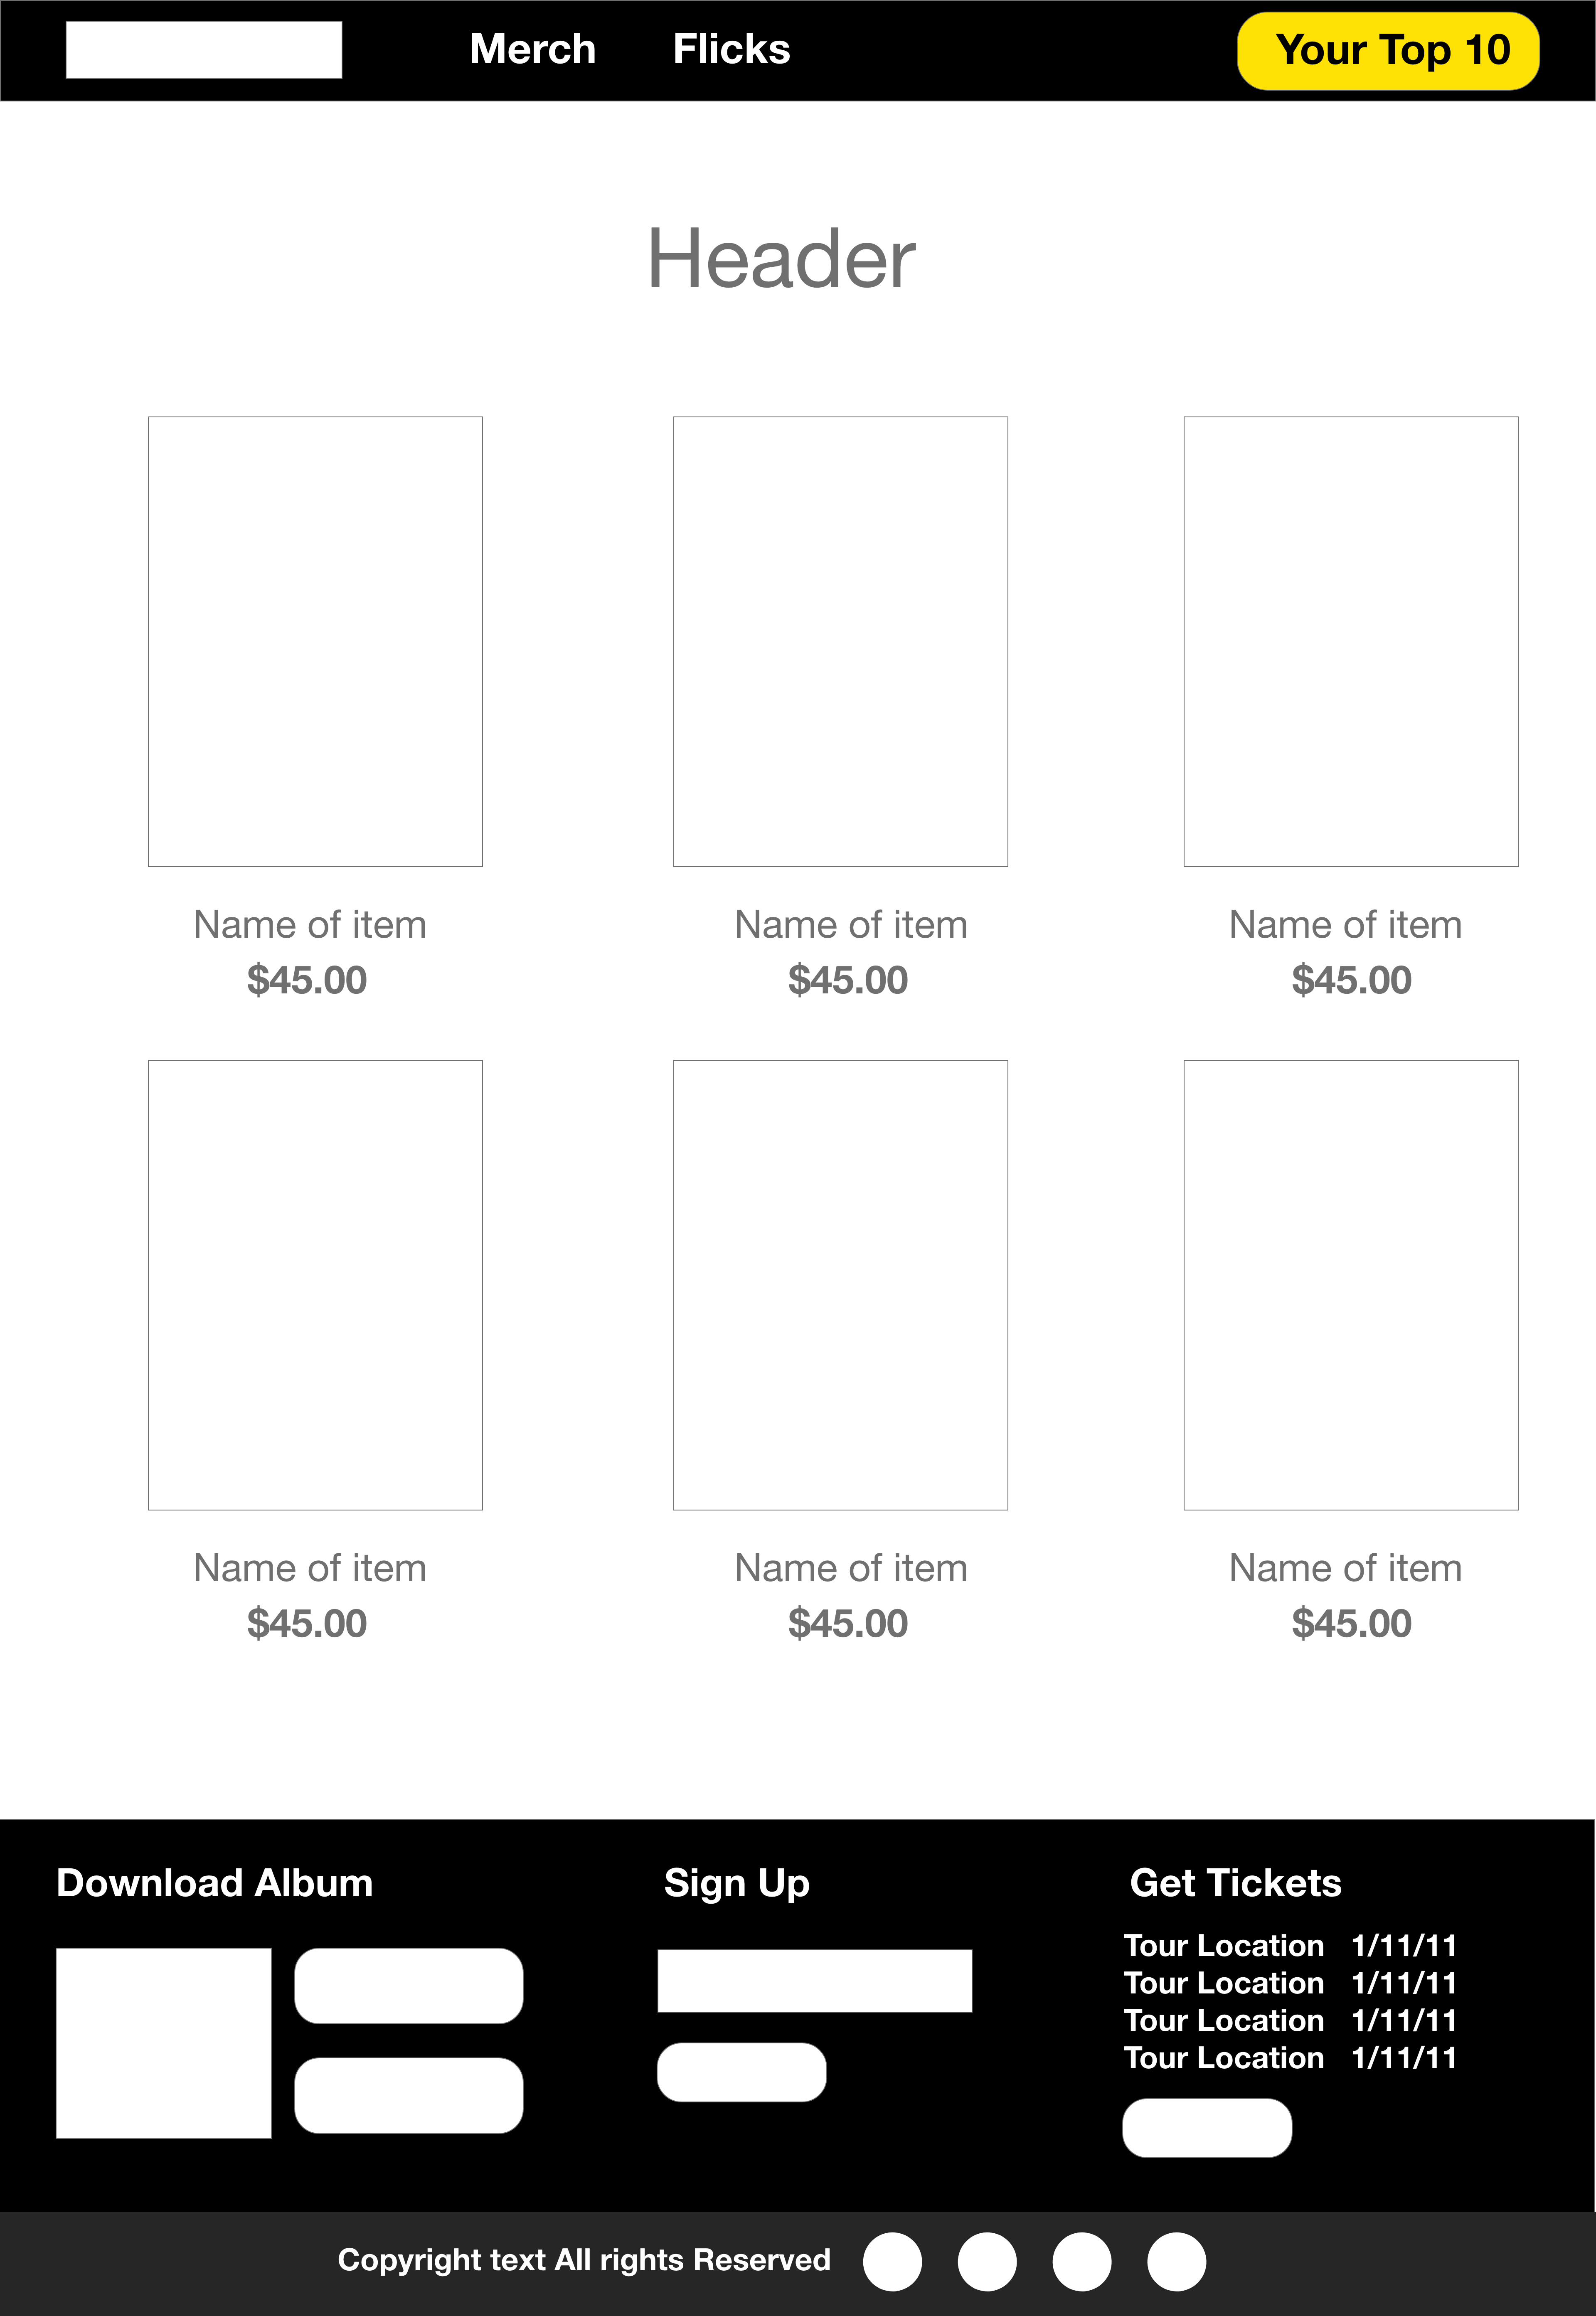 Merch Flicks Your Top 10
Header
Name of item Name of item Name of item
$45.00 $45.00 $45.00
Name of item Name of item Name of item
$45.00 $45.00 $45.00
Download Album Sign Up Get Tickets
Tour Location 1/11/11
Tour Location 1/11/11
Tour Location 1/11/11
Tour Location 1/11/11
Copyright text All rights Reserved